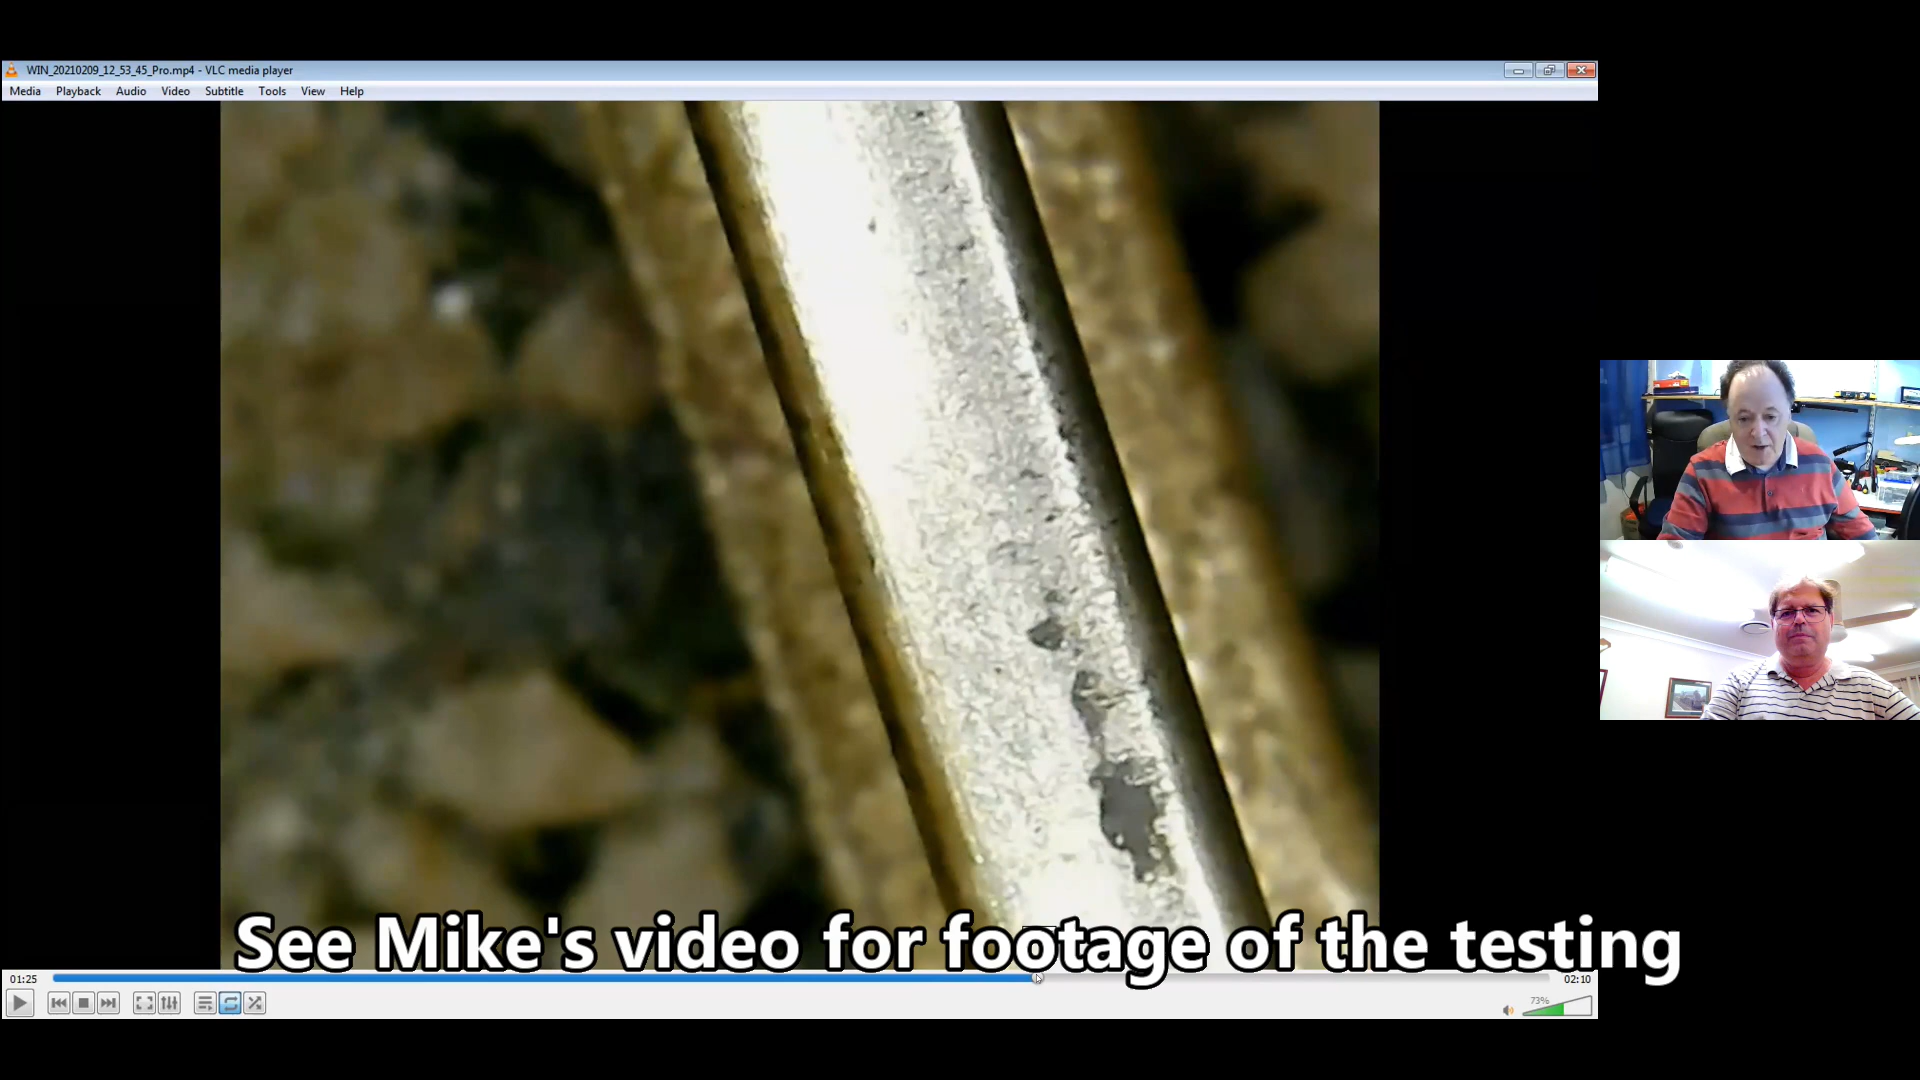 WIN_20210209_12_53_45_Pro.mp4 - VLC media player
Media Playback Audio Video Subtitle Tools View Help
See Mike's video for footage of the testing
01:25
02:10
73%